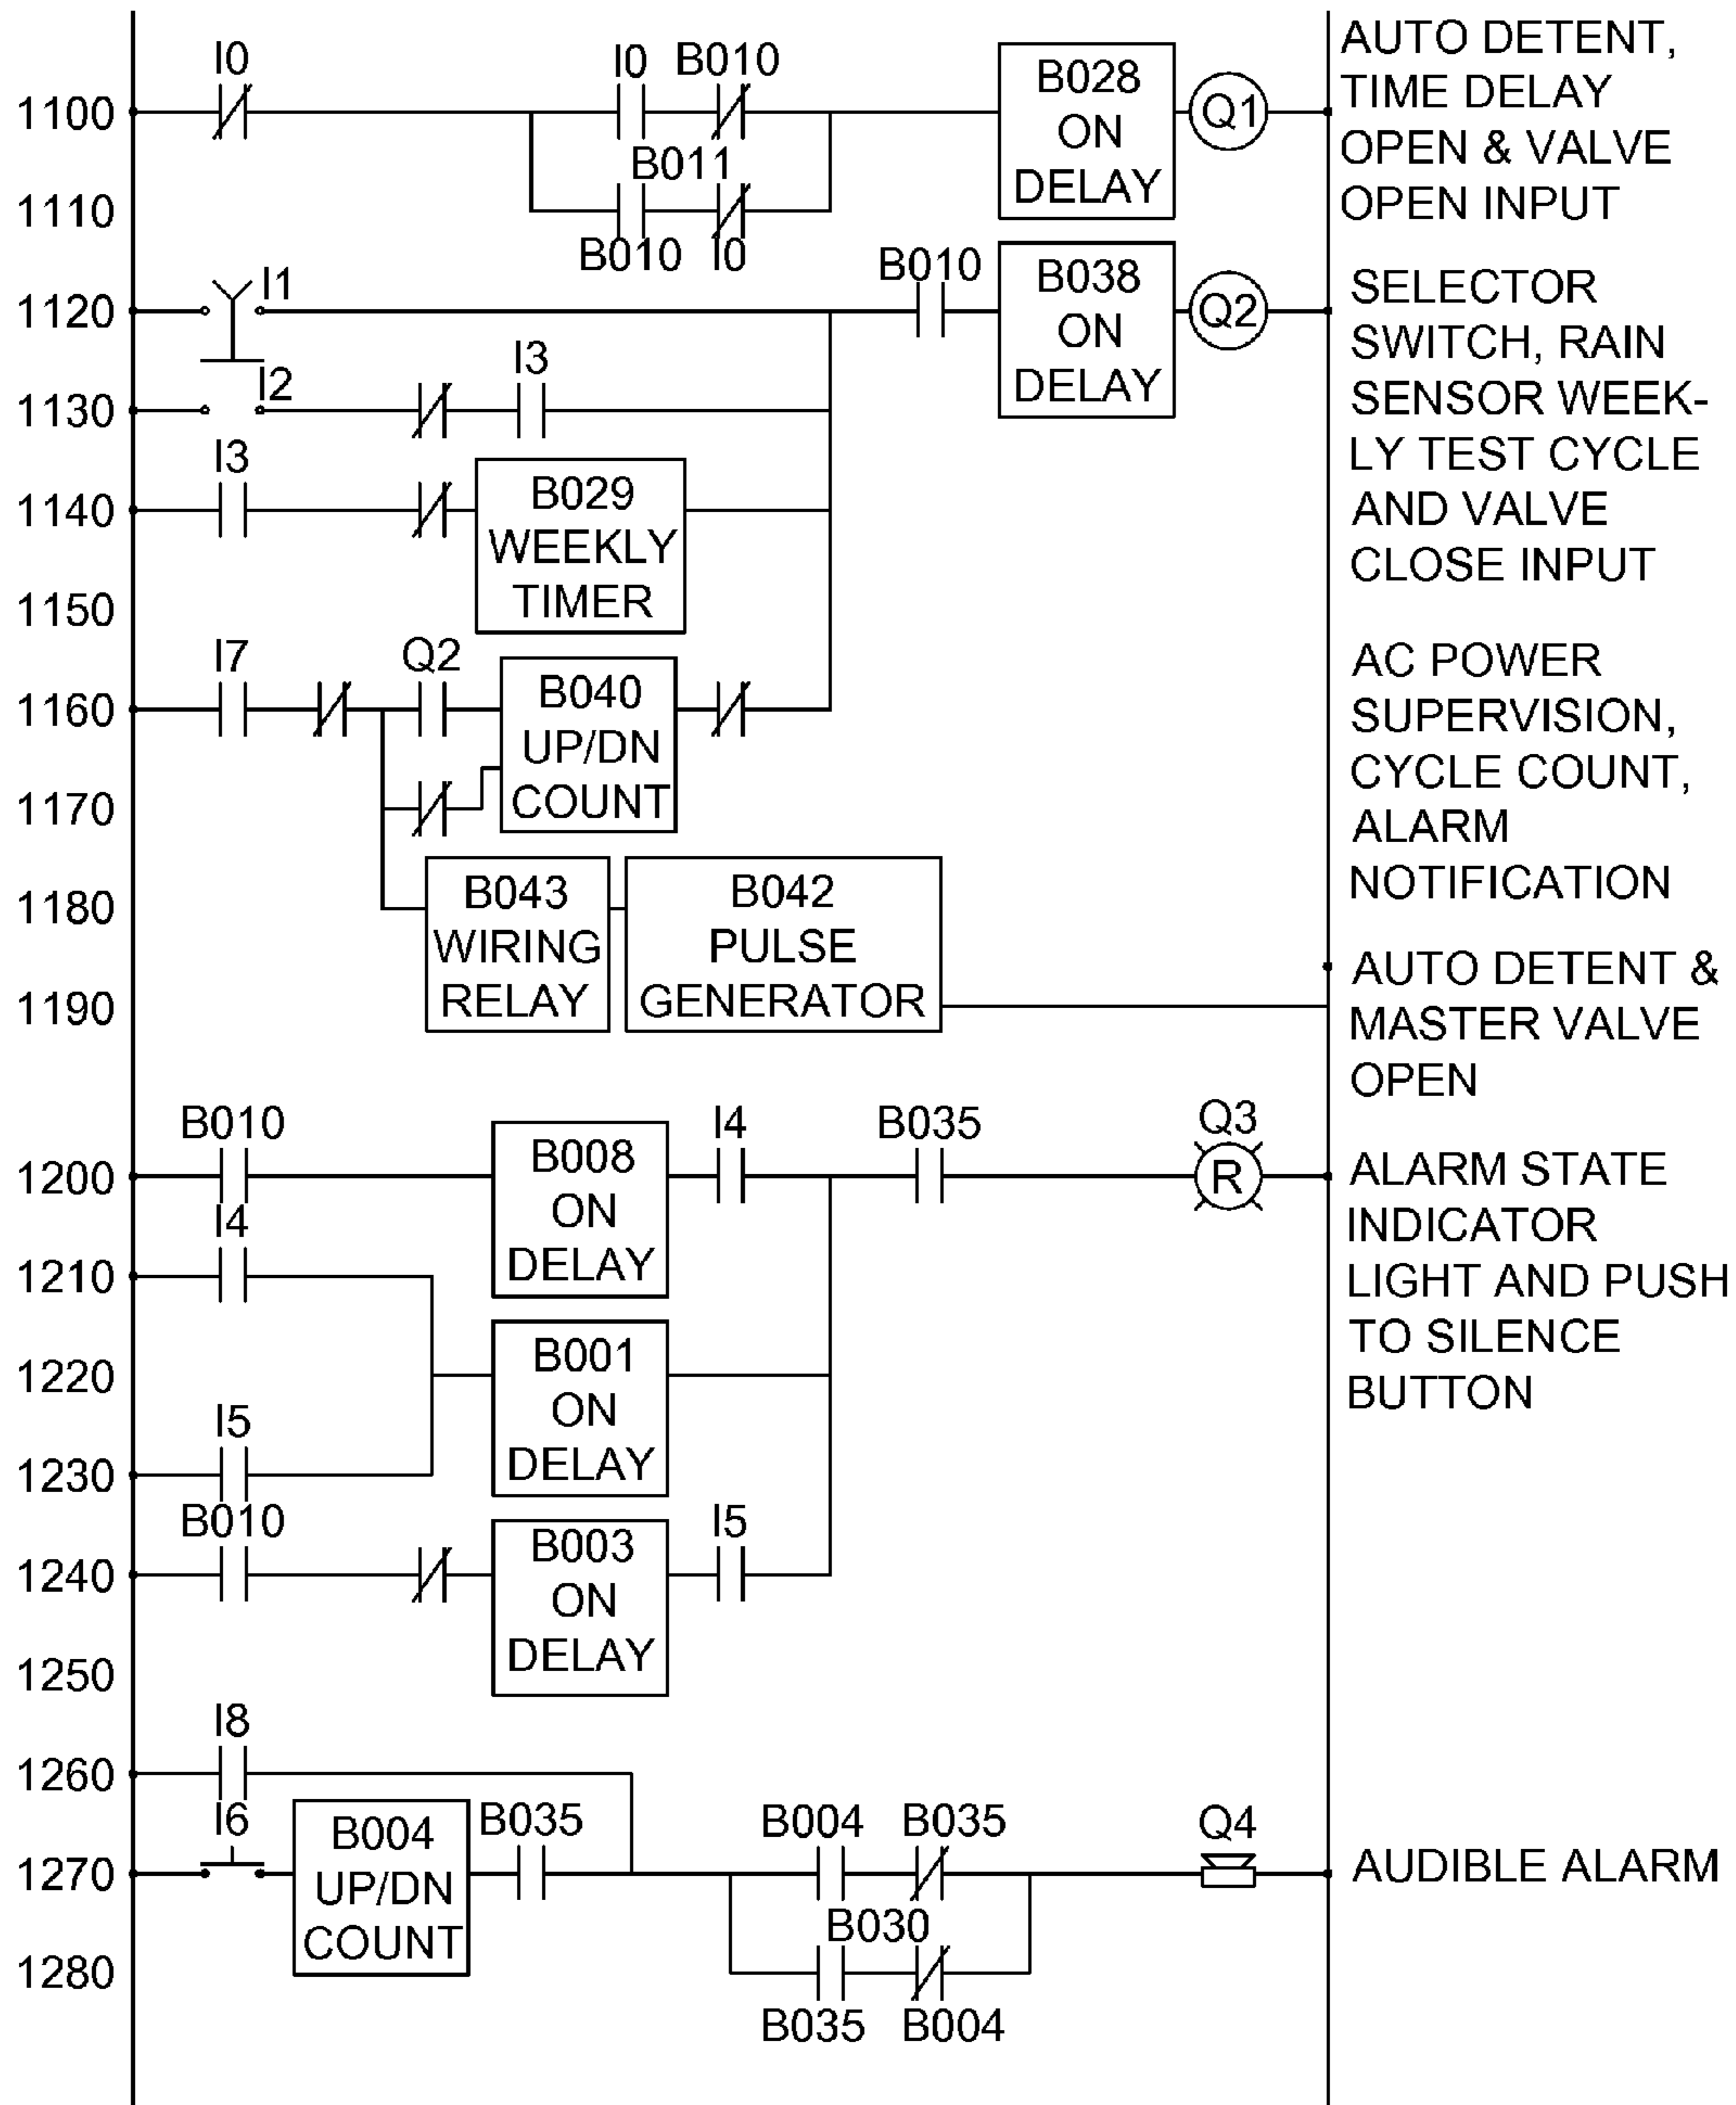 I0
I0 B010
B028
ON
DELAY
Q1
AUTO DETENT,
TIME DELAY
OPEN & VALVE
OPEN INPUT
1100
B011
1110
B010 I0
1120
I1
B010
B038
ON
DELAY
Q2
SELECTOR
SWITCH, RAIN
SENSOR WEEK-
LY TEST CYCLE
AND VALVE
CLOSE INPUT
1130
I2
I3
1140
I3
B029
WEEKLY
TIMER
1150
1160
I7
Q2
B040
UP/DN
COUNT
AC POWER
SUPERVISION,
CYCLE COUNT,
ALARM
NOTIFICATION
1170
1180
B043
WIRING
RELAY
B042
PULSE
GENERATOR
1190
AUTO DETENT &
MASTER VALVE
OPEN
1200
B010
B008
ON
DELAY
I4
B035
Q3
R
ALARM STATE
INDICATOR
LIGHT AND PUSH
TO SILENCE
BUTTON
1210
I4
1220
B001
ON
DELAY
1230
I5
1240
B010
B003
ON
DELAY
I5
1250
1260
I8
1270
I6
B004
UP/DN
COUNT
B035
B004 B035
Q4
AUDIBLE ALARM
B030
1280
B035 B004